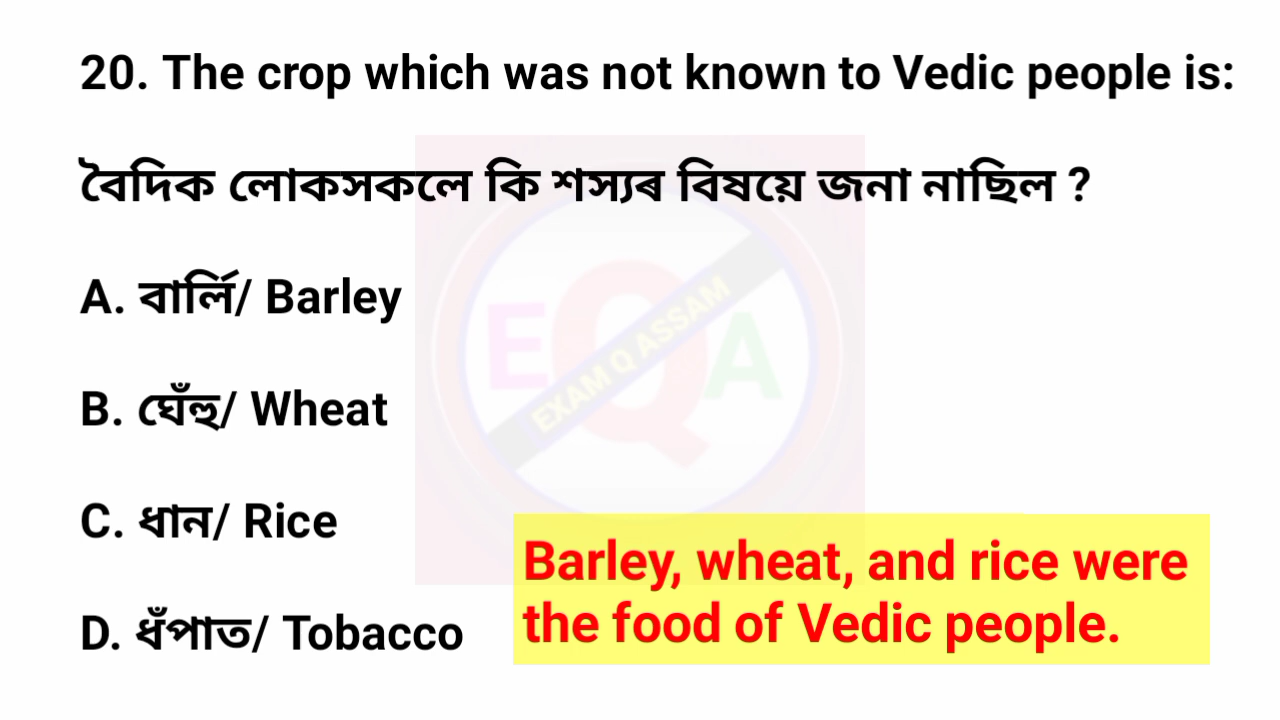 20. The crop which was not known to Vedic people is:
বৈদিক লোকসকলে কি শস্যৰ বিষয়ে জনা নাছিল ?
A. বাৰ্লি/ Barley
B. ঘেঁহু/ Wheat
C. ধান/ Rice
D. ধঁপাত/ Tobacco
Barley, wheat, and rice were
the food of Vedic people.
EQA
EXAM Q ASSAM